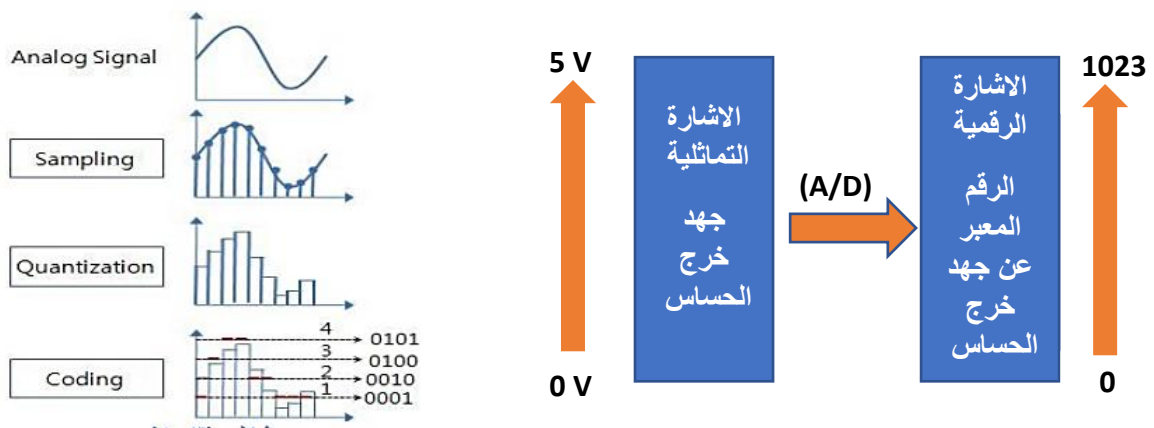 Analog Signal
Sampling
Quantization
Coding
4
0101
3
0100
2
0010
1
0001
5 V
0 V
الاشارة
التماثلية
جهد
خرج
الحساس
(A/D)
الاشارة
الرقمية
الرقم
المعبر
عن جهد
خرج
الحساس
1023
0